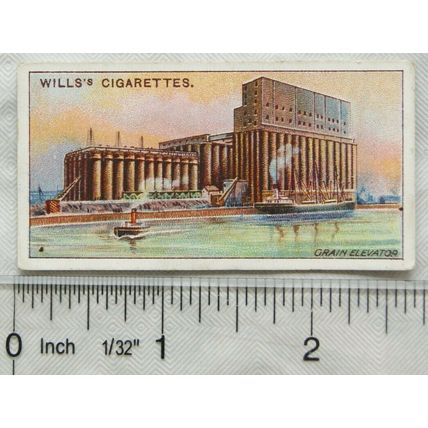 WILLS'S CIGARETTES.
GRAIN ELEVATOR
0 Inch 1/32" 1 2